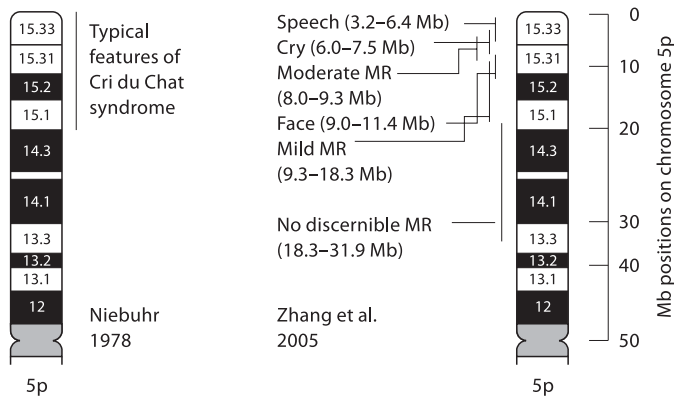 15.33
15.31
15.2
15.1
14.3
14.1
13.3
13.2
13.1
12
5p
Typical
features of
Cri du Chat
syndrome
Niebuhr
1978
Speech (3.2–6.4 Mb)
Cry (6.0–7.5 Mb)
Moderate MR
(8.0–9.3 Mb)
Face (9.0–11.4 Mb)
Mild MR
(9.3–18.3 Mb)
No discernible MR
(18.3–31.9 Mb)
Zhang et al.
2005
15.33
15.31
15.2
15.1
14.3
14.1
13.3
13.2
13.1
12
5p
0
10
20
30
40
50
Mb positions on chromosome 5p